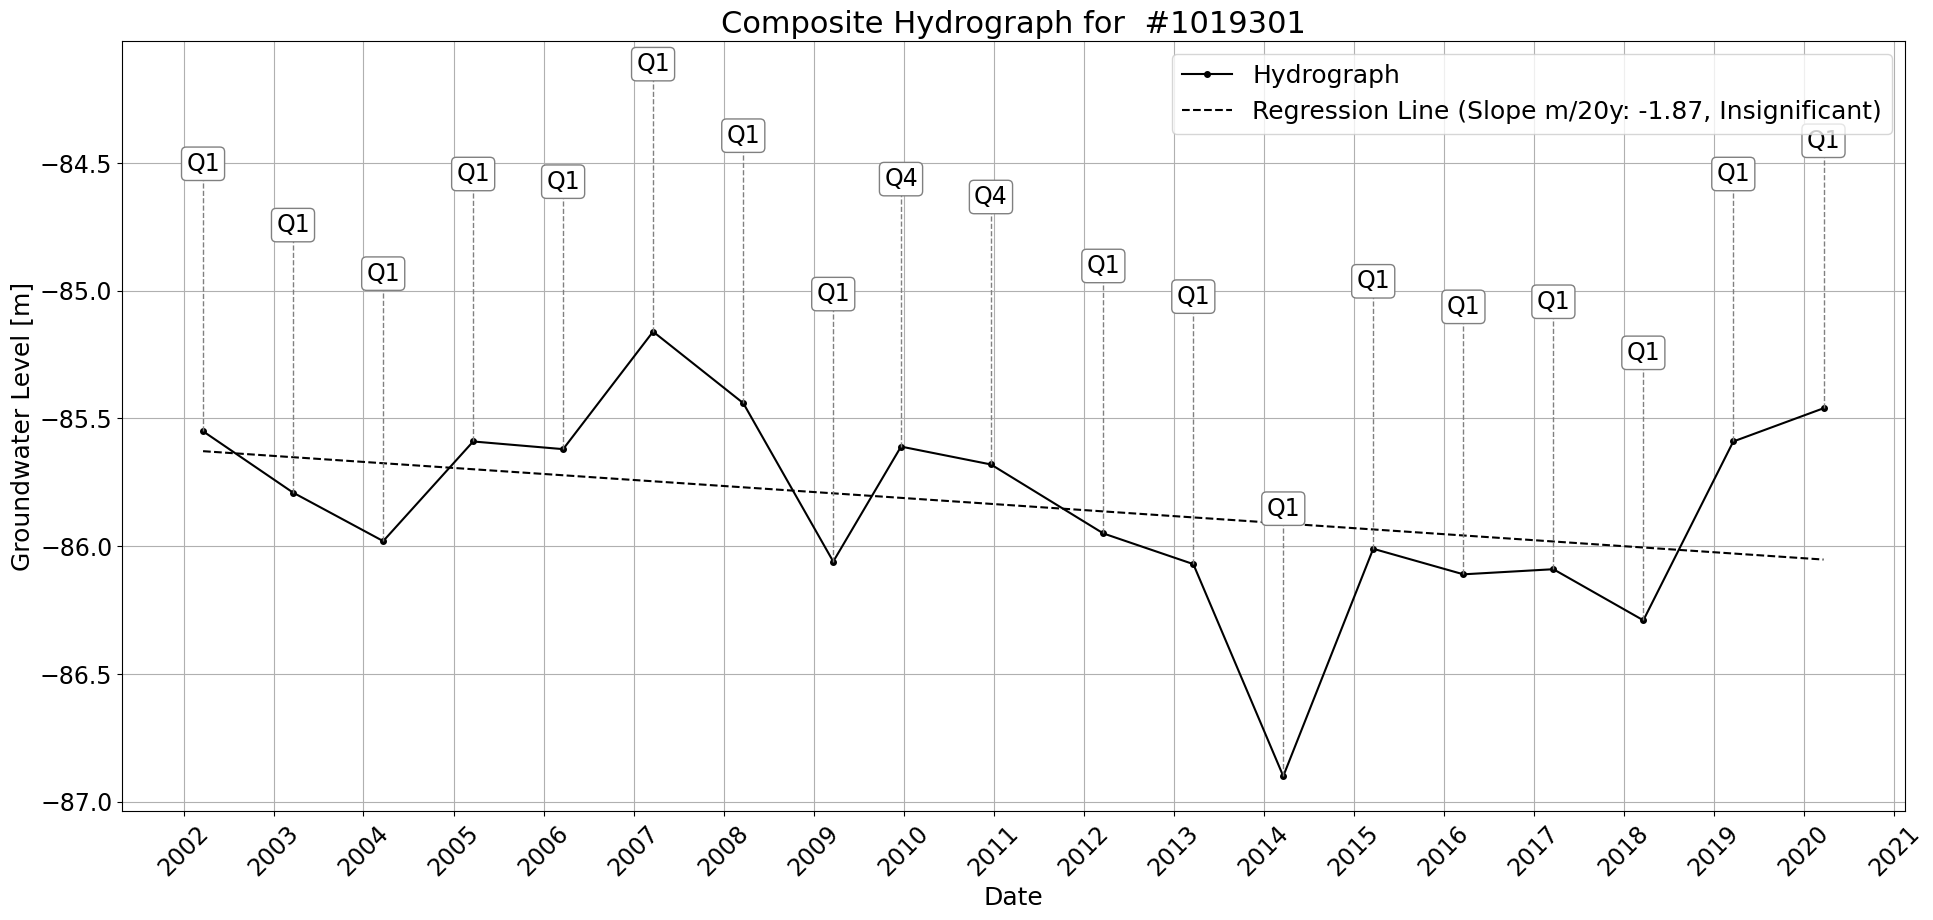 Composite Hydrograph for  #1019301
Hydrograph
Regression Line (Slope m/20y: -1.87, Insignificant)
Q1
Q1
Q1
Q1
Q1
Q1
Q1
Q1
Q4
Q4
Q1
Q1
Q1
Q1
Q1
Q1
Q1
Q1
Q1
Groundwater Level [m]
−84.5
−85.0
−85.5
−86.0
−86.5
−87.0
2002
2003
2004
2005
2006
2007
2008
2009
2010
2011
2012
2013
2014
2015
2016
2017
2018
2019
2020
2021
Date